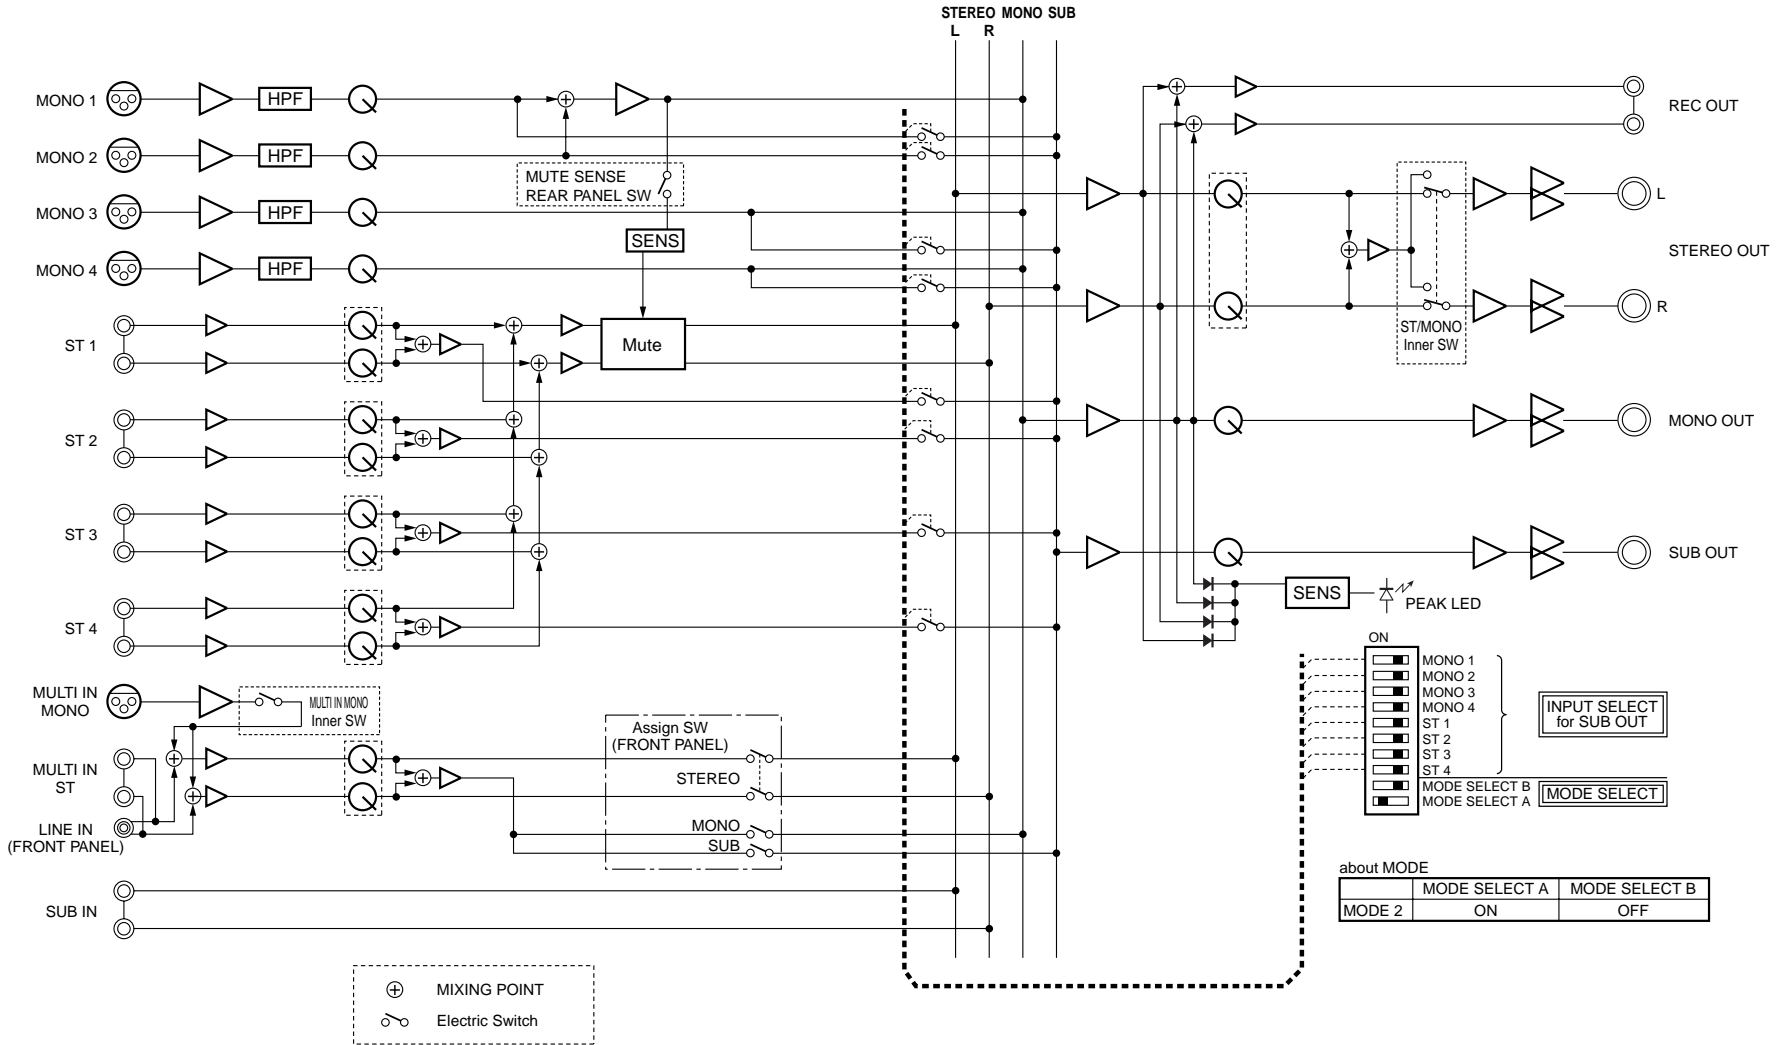 STEREO MONO SUB
L R
MONO 1
HPF
MONO 2
HPF
MUTE SENSE
REAR PANEL SW
MONO 3
HPF
SENS
MONO 4
HPF
ST 1
Mute
ST 2
ST 3
ST 4
MULTI IN
MONO
MULTI IN MONO
Inner SW
MULTI IN
ST
LINE IN
(FRONT PANEL)
Assign SW
(FRONT PANEL)
STEREO
MONO
SUB
SUB IN
MIXING POINT
Electric Switch
REC OUT
L
STEREO OUT
R
ST/MONO
Inner SW
MONO OUT
SUB OUT
SENS
PEAK LED
ON
MONO 1
MONO 2
MONO 3
MONO 4
ST 1
ST 2
ST 3
ST 4
MODE SELECT B
MODE SELECT A
INPUT SELECT
for SUB OUT
MODE SELECT
about MODE
MODE SELECT A MODE SELECT B
MODE 2 ON OFF